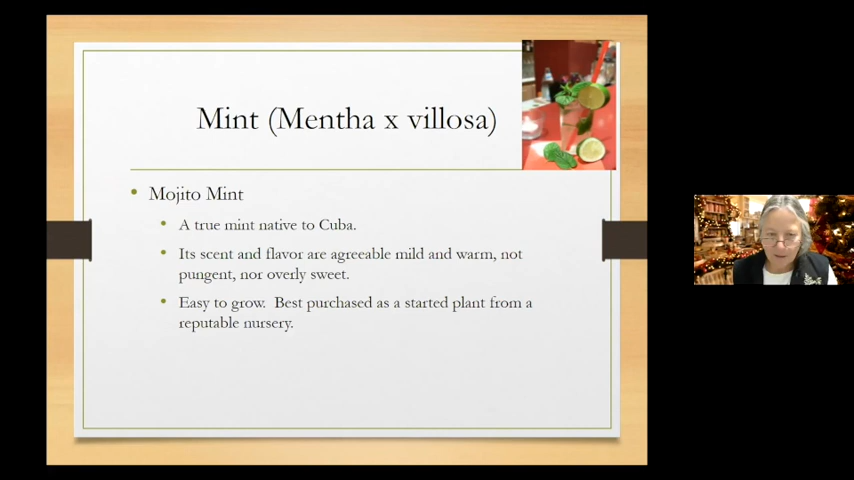 Mint (Mentha x villosa)
• Mojito Mint
• A true mint native to Cuba.
• Its scent and flavor are agreeable mild and warm, not
pungent, nor overly sweet.
• Easy to grow.  Best purchased as a started plant from a
reputable nursery.